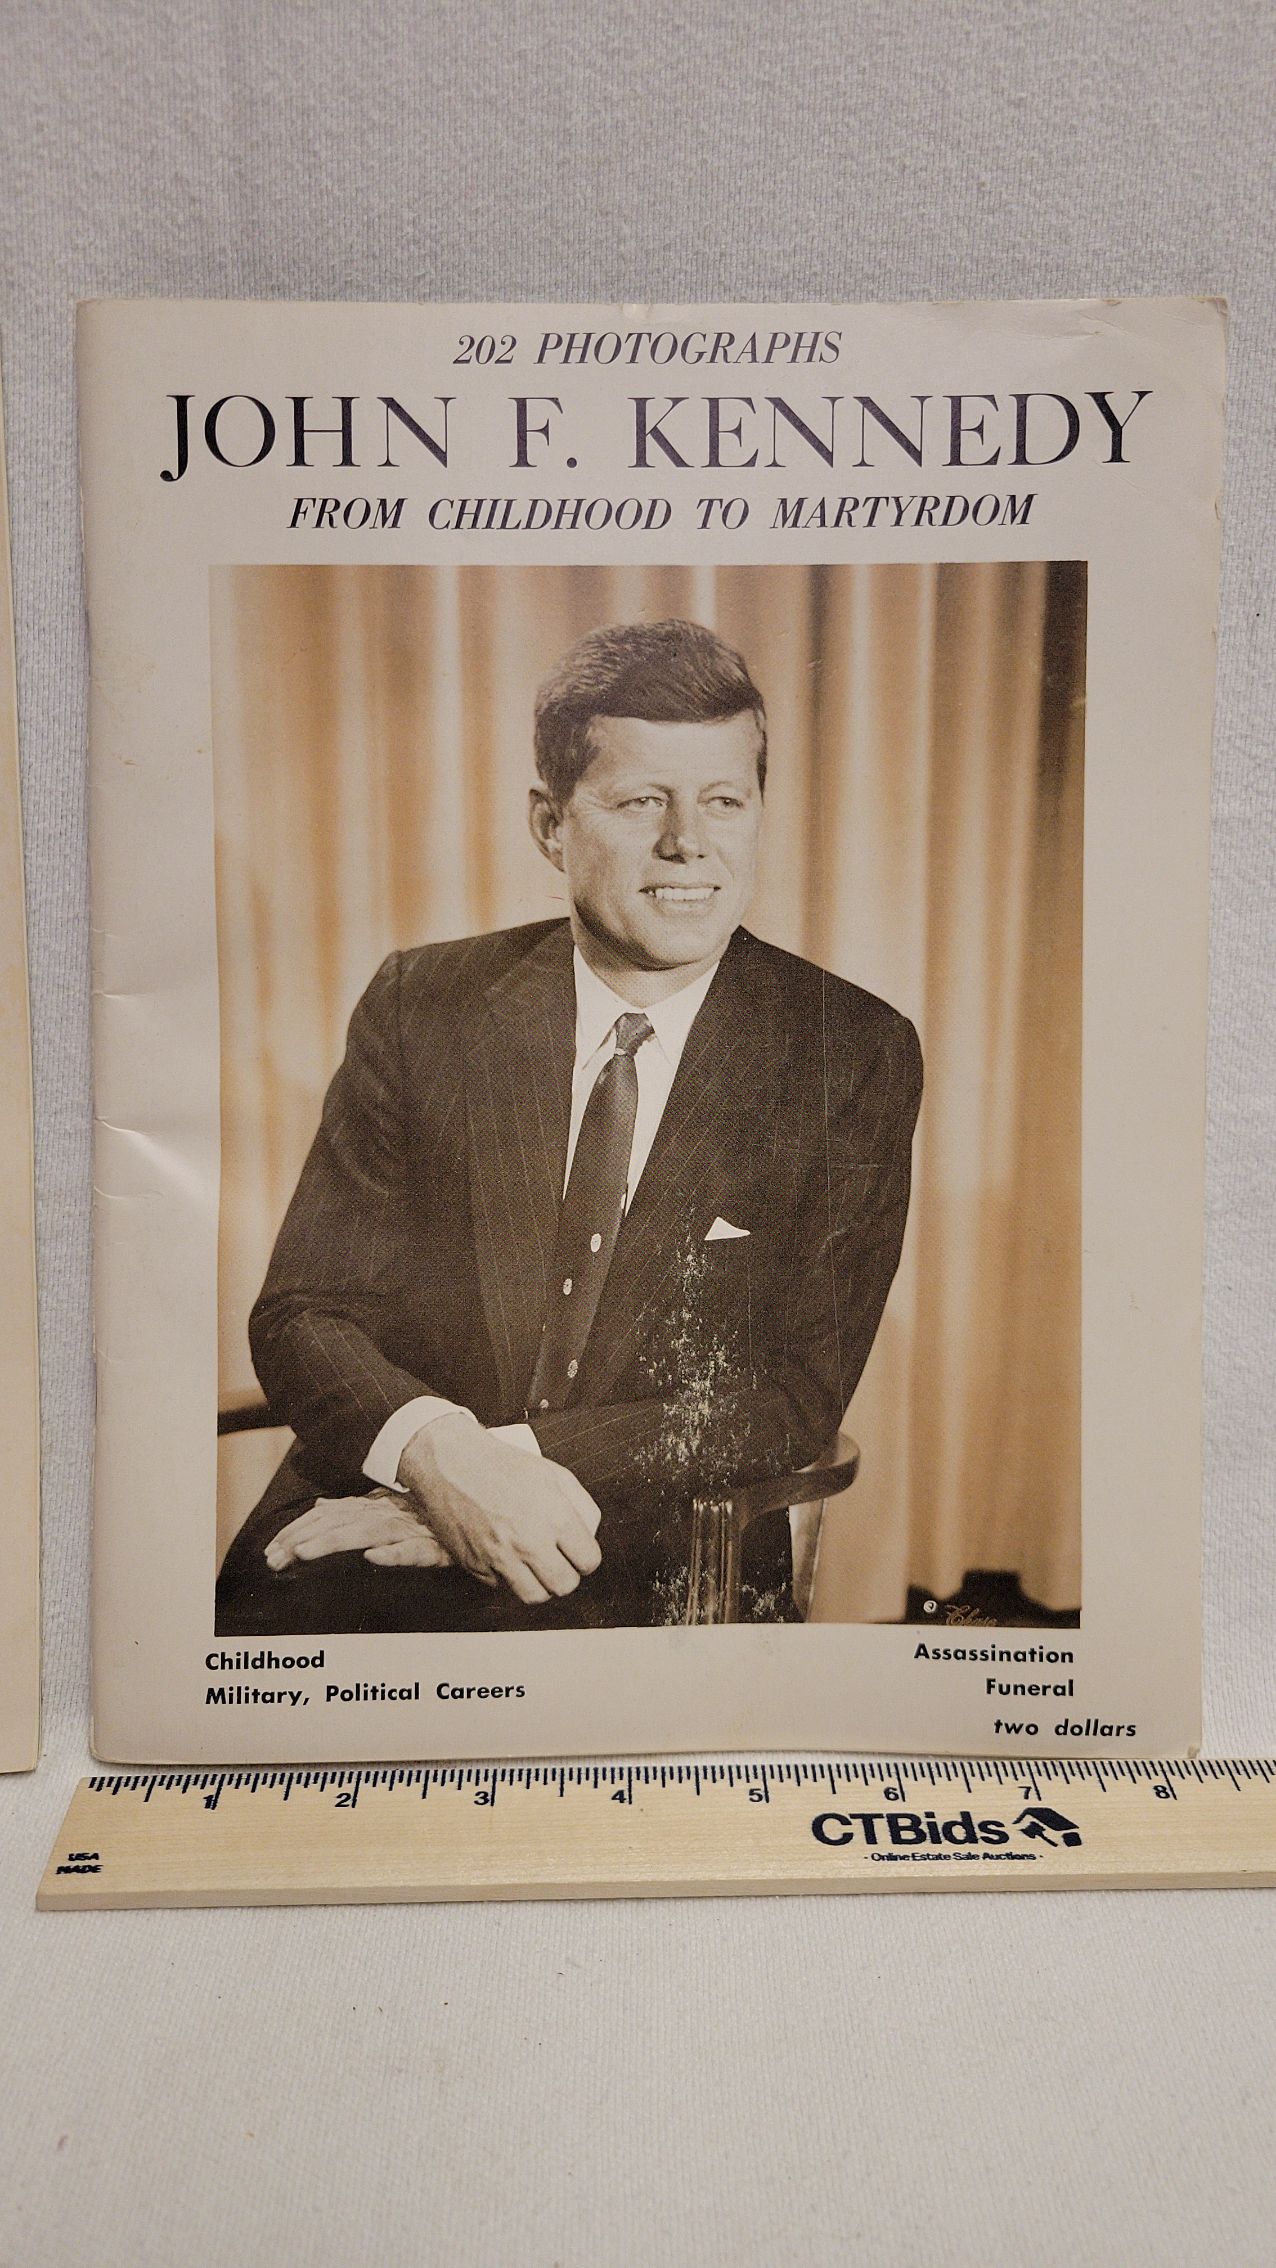 202 PHOTOGRAPHS
JOHN F. KENNEDY
FROM CHILDHOOD TO MARTYRDOM
Childhood
Military, Political Careers
Assassination
Funeral
two dollars
1 2 3 4 5 6 7 8
CTBids
- Online Estate Sale Auctions -
USA
MADE